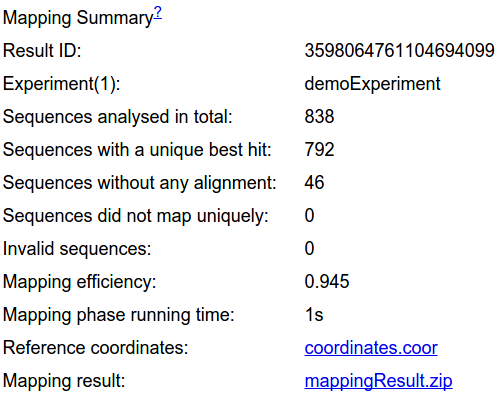 Mapping Summary?
Result ID: 3598064761104694099
Experiment(1): demoExperiment
Sequences analysed in total: 838
Sequences with a unique best hit: 792
Sequences without any alignment: 46
Sequences did not map uniquely: 0
Invalid sequences: 0
Mapping efficiency: 0.945
Mapping phase running time: 1s
Reference coordinates: coordinates.coor
Mapping result: mappingResult.zip